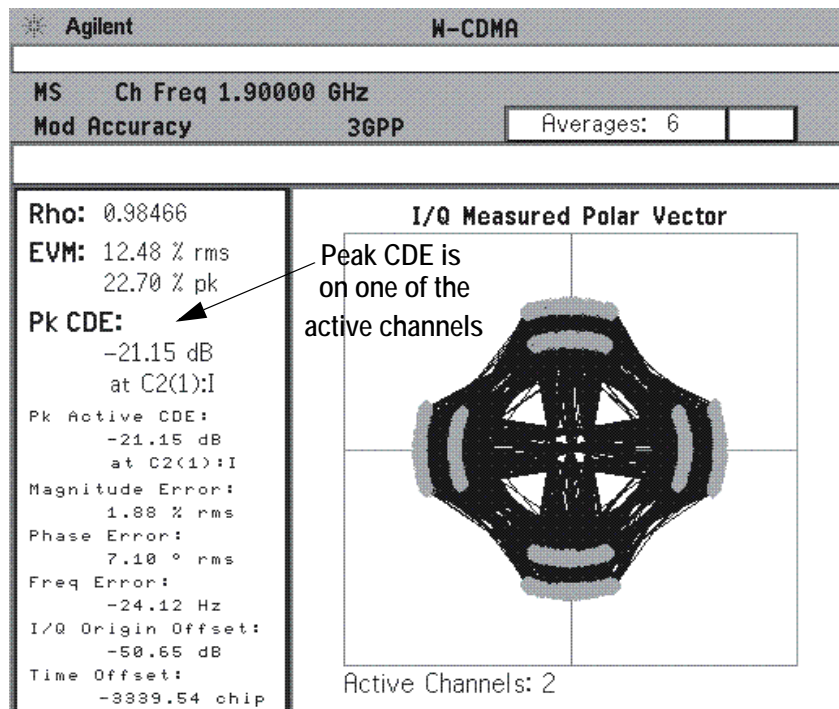 Agilent W-CDMA
MS Ch Freq 1.90000 GHz
Mod Accuracy 3GPP Averages: 6
Rho: 0.98466
EVM: 12.48 % rms
22.70 % pk
Pk CDE:
-21.15 dB
at C2(1):I
Pk Active CDE:
-21.15 dB
at C2(1):I
Magnitude Error:
1.88 % rms
Phase Error:
7.10 ° rms
Freq Error:
-24.12 Hz
I/Q Origin Offset:
-50.65 dB
Time Offset:
-3339.54 chip
I/Q Measured Polar Vector
Peak CDE is
on one of the
active channels
Active Channels: 2